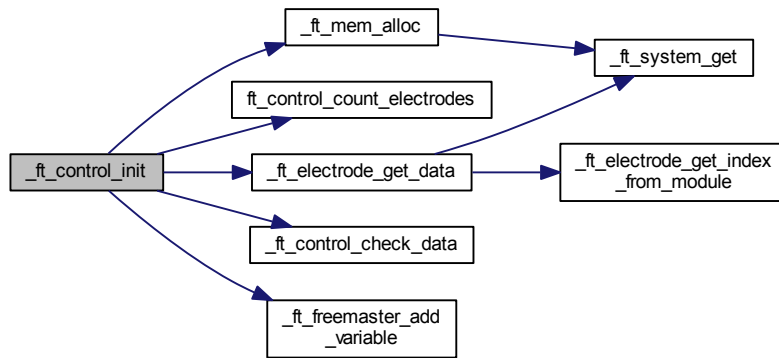 _ft_control_init
_ft_mem_alloc
ft_control_count_electrodes
_ft_electrode_get_data
_ft_control_check_data
_ft_freemaster_add
_variable
_ft_system_get
_ft_electrode_get_index
_from_module